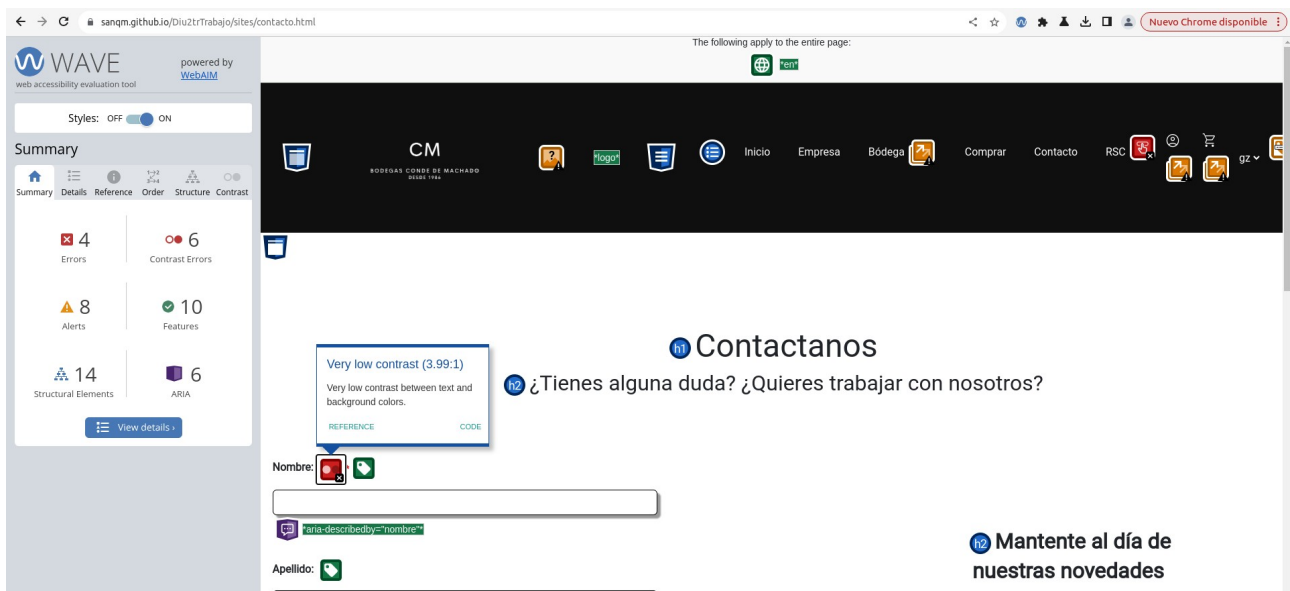 sanqm.github.io/Diu2trTrabajo/sites/contacto.html
Nuevo Chrome disponible
WAVE
web accessibility evaluation tool
powered by
WebAIM
Styles: OFF ON
Summary
Summary Details Reference Order Structure Contrast
4
Errors
6
Contrast Errors
8
Alerts
10
Features
14
Structural Elements
6
ARIA
View details ›
The following apply to the entire page:
*en*
CM
BODEGAS CONDE DE MACHADO
DESDE 1984
*logo*
Inicio Empresa Bódega Comprar Contacto RSC gz
h1 Contactanos
h2 ¿Tienes alguna duda? ¿Quieres trabajar con nosotros?
Very low contrast (3.99:1)
Very low contrast between text and
background colors.
REFERENCE CODE
Nombre: *
*aria-describedby="nombre"*
Apellido:
h2 Mantente al día de
nuestras novedades